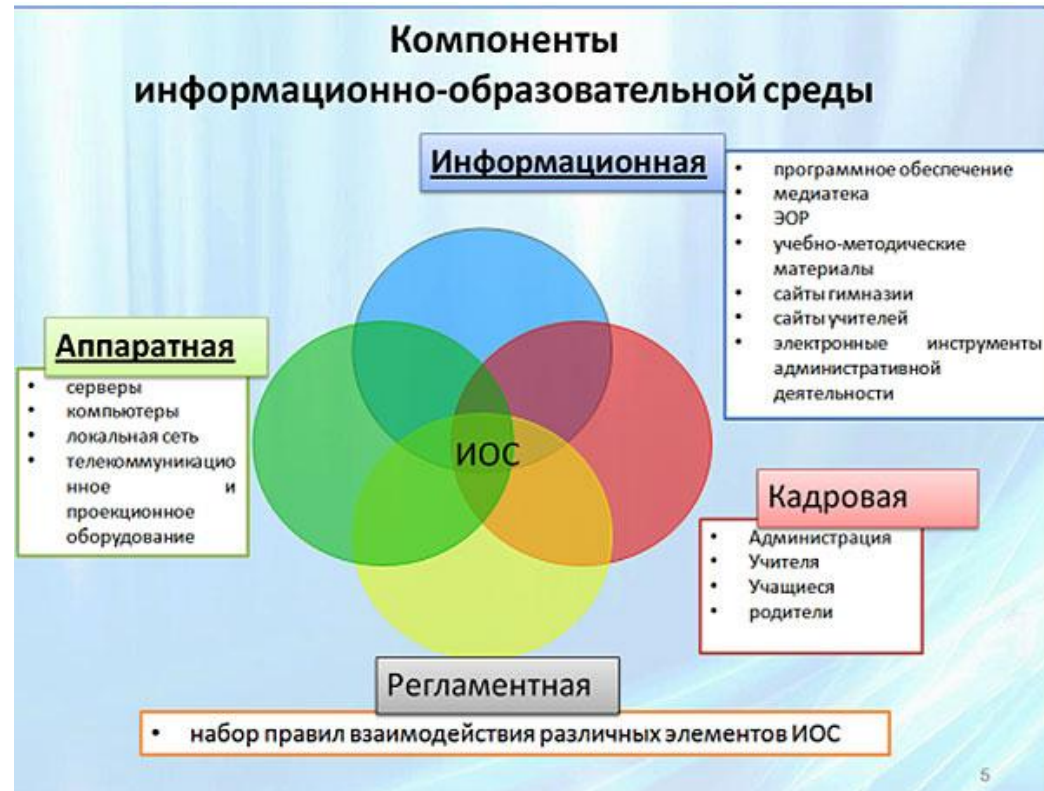 Компоненты
информационно-образовательной среды
Информационная
• программное обеспечение
• медиатека
• ЭОР
• учебно-методические
материалы
• сайты гимназии
• сайты учителей
• электронные инструменты
административной
деятельности
Аппаратная
• серверы
• компьютеры
• локальная сеть
• телекоммуникацио
нное и
проекционное
оборудование
ИОС
Кадровая
• Администрация
• Учителя
• Учащиеся
• родители
Регламентная
• набор правил взаимодействия различных элементов ИОС
5